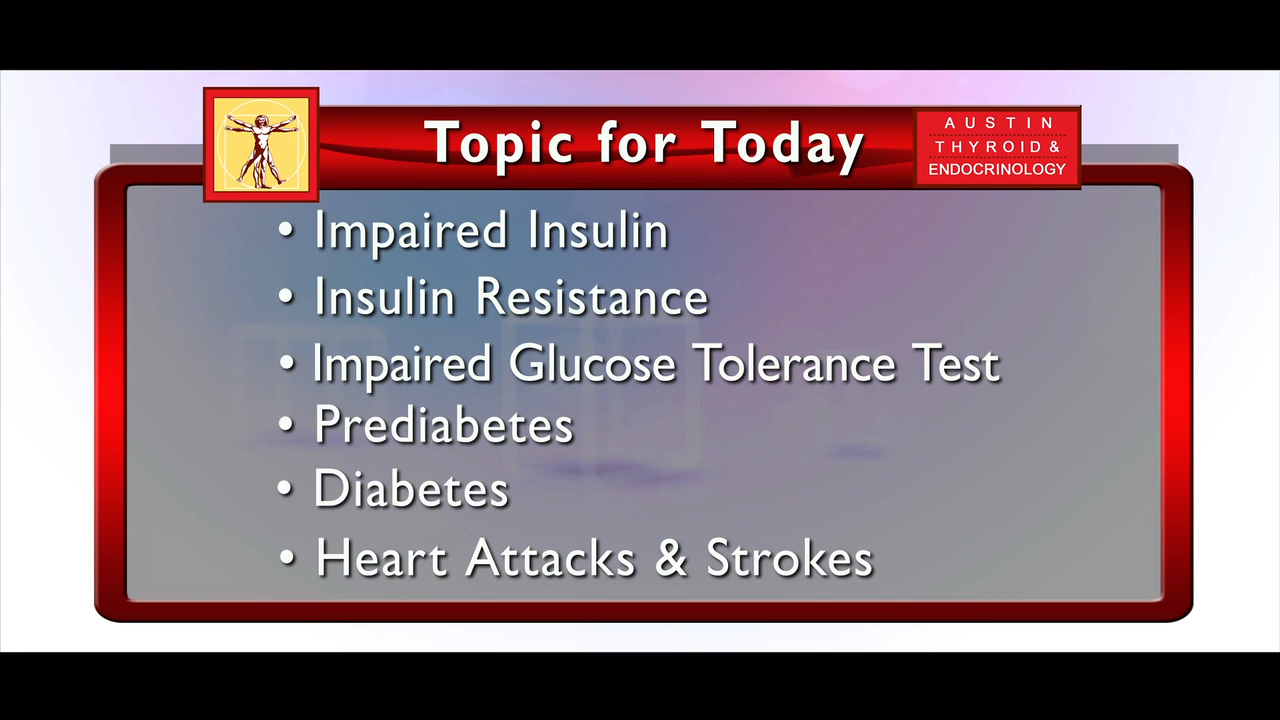 Topic for Today
AUSTIN
THYROID &
ENDOCRINOLOGY
• Impaired Insulin
• Insulin Resistance
• Impaired Glucose Tolerance Test
• Prediabetes
• Diabetes
• Heart Attacks & Strokes